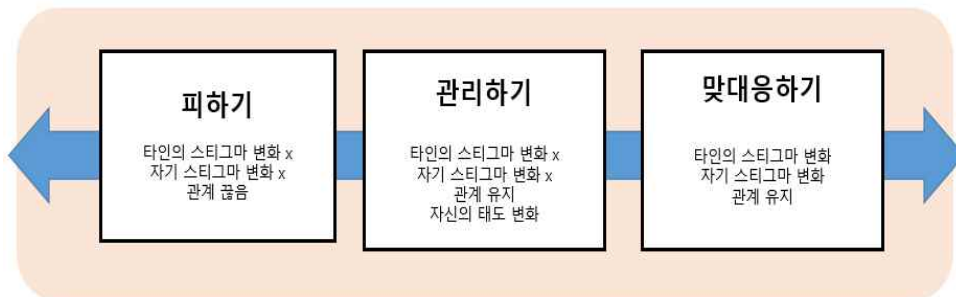 피하기
타인의 스티그마 변화 x
자기 스티그마 변화 x
관계 끊음
관리하기
타인의 스티그마 변화 x
자기 스티그마 변화 x
관계 유지
자신의 태도 변화
맞대응하기
타인의 스티그마 변화
자기 스티그마 변화
관계 유지